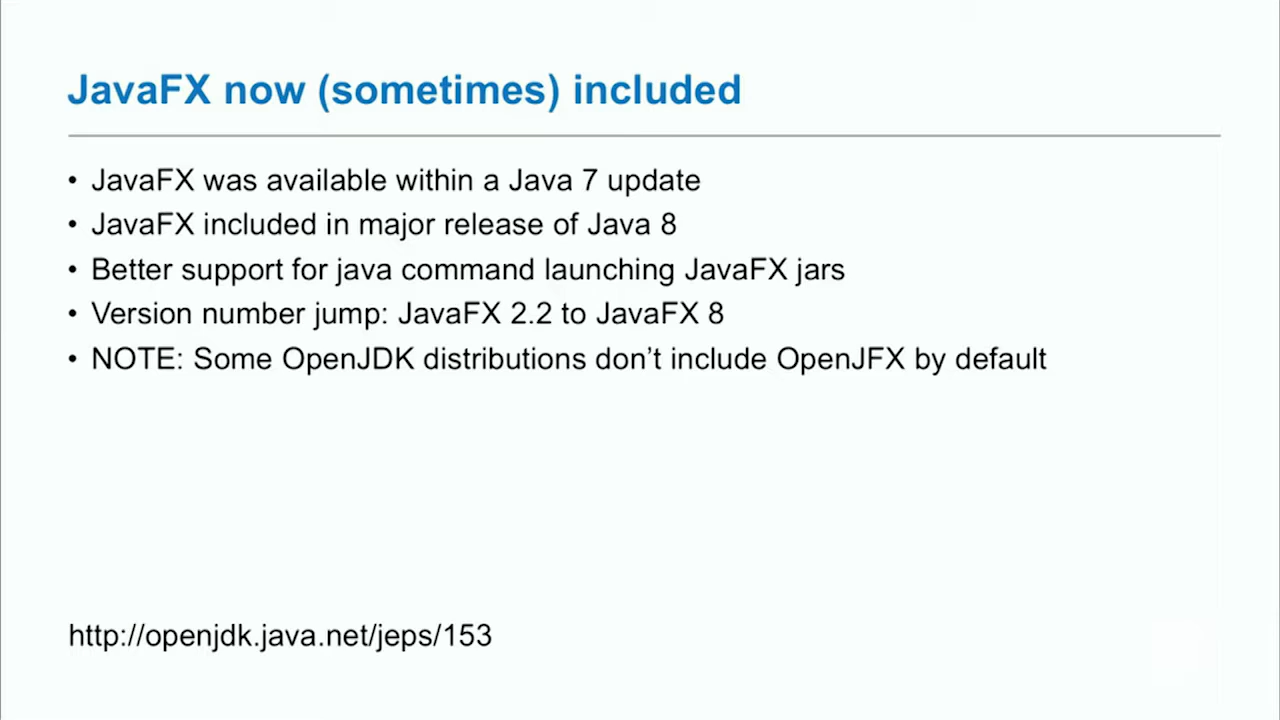 JavaFX now (sometimes) included
• JavaFX was available within a Java 7 update
• JavaFX included in major release of Java 8
• Better support for java command launching JavaFX jars
• Version number jump: JavaFX 2.2 to JavaFX 8
• NOTE: Some OpenJDK distributions don’t include OpenJFX by default
http://openjdk.java.net/jeps/153